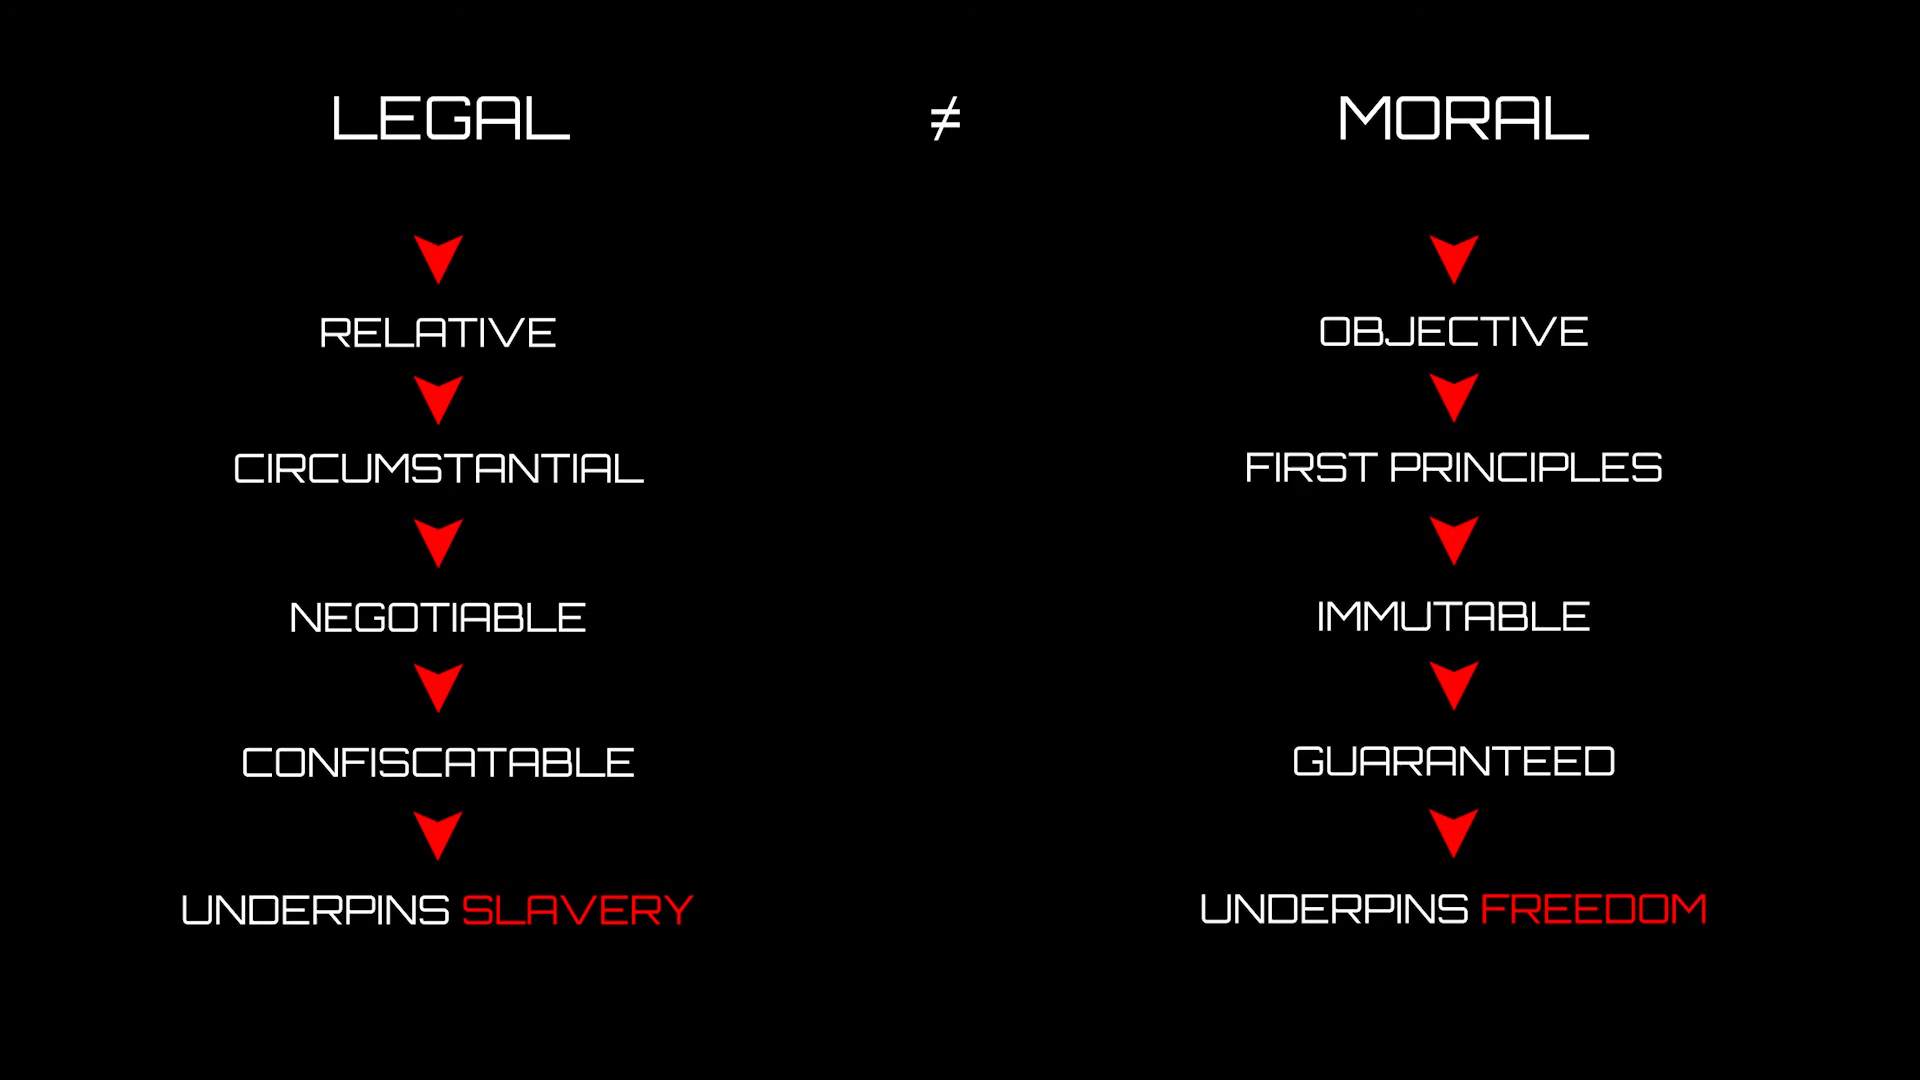 LEGAL ≠ MORAL
RELATIVE
CIRCUMSTANTIAL
NEGOTIABLE
CONFISCATABLE
UNDERPINS SLAVERY
OBJECTIVE
FIRST PRINCIPLES
IMMUTABLE
GUARANTEED
UNDERPINS FREEDOM